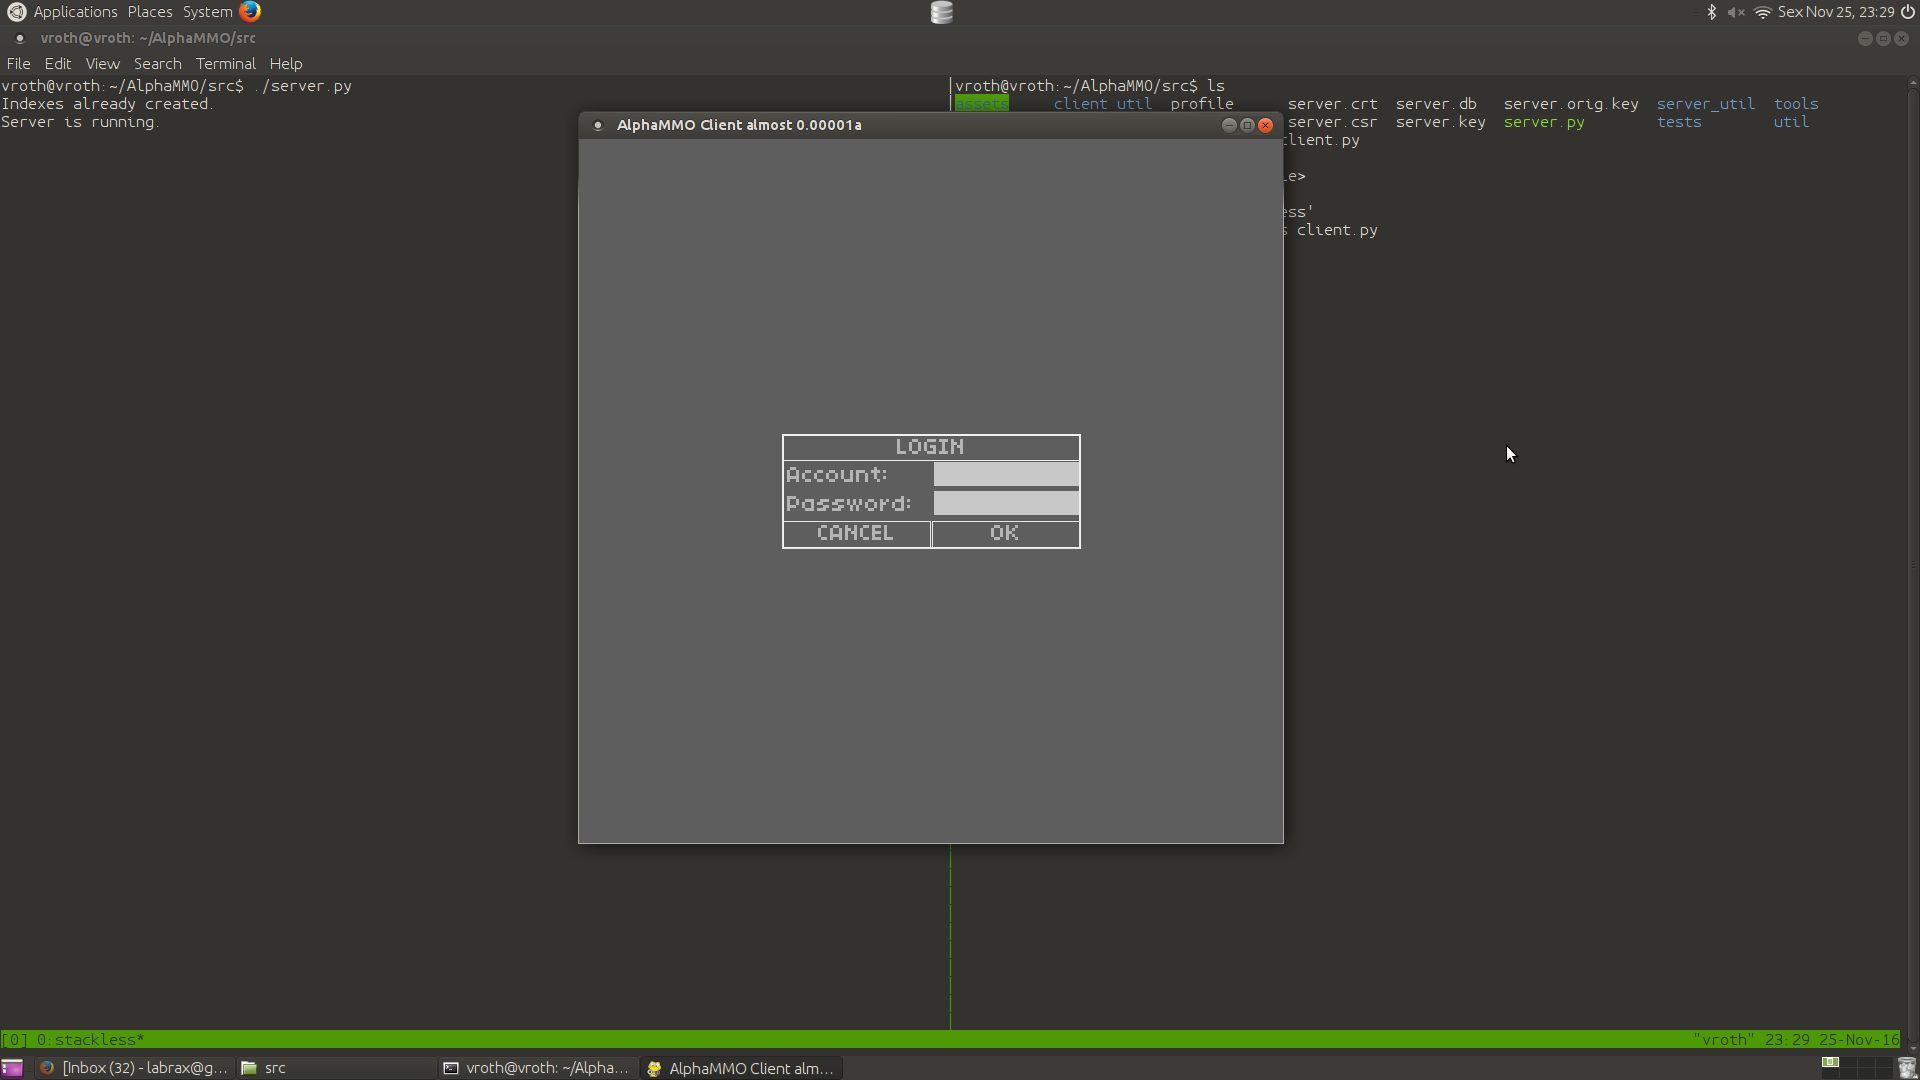 Applications Places System
Sex Nov 25, 23:29
vroth@vroth: ~/AlphaMMO/src
File Edit View Search Terminal Help
vroth@vroth:~/AlphaMMO/src$ ./server.py
Indexes already created.
Server is running.
vroth@vroth:~/AlphaMMO/src$ ls
assets client_util profile server.crt server.db server.orig.key server_util tools
server.csr server.key server.py tests util
client.py
le>
ess'
client.py
AlphaMMO Client almost 0.00001a
LOGIN
Account:
Password:
CANCEL OK
[0] 0:stackless*
"vroth" 23:29 25-Nov-16
[Inbox (32) - labrax@g...
src
vroth@vroth: ~/Alpha...
AlphaMMO Client alm...